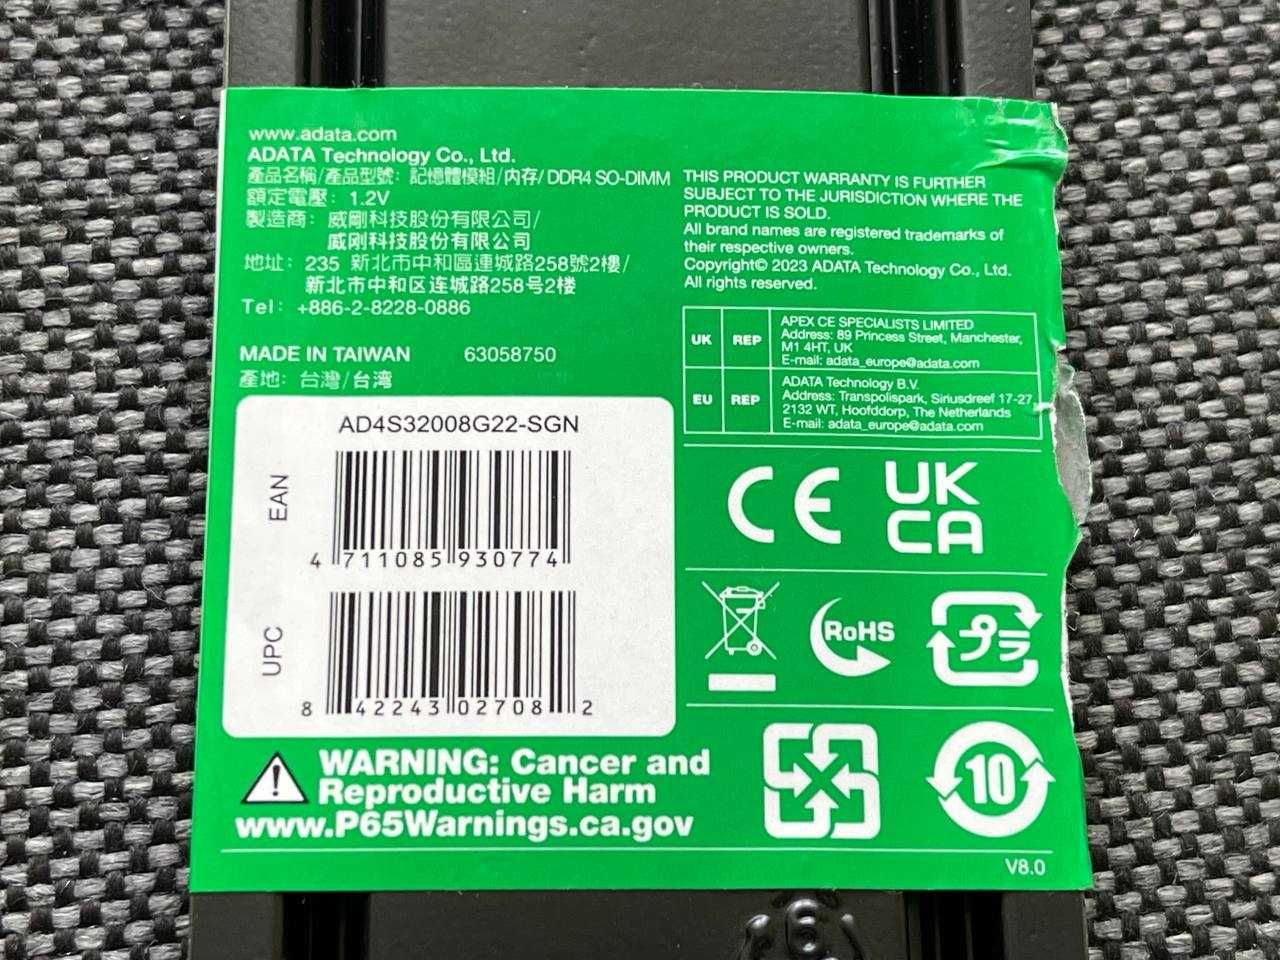 www.adata.com
ADATA Technology Co., Ltd.
產品名稱/產品型號：記憶體模組/内存/DDR4 SO-DIMM
額定電壓：1.2V
製造商：威剛科技股份有限公司/
威剛科技股份有限公司
地址：235 新北市中和區連城路258號2樓/
新北市中和区连城路258号2楼
Tel：+886-2-8228-0886
MADE IN TAIWAN 63058750
產地：台灣/台湾
AD4S32008G22-SGN
EAN
4 711085 930774
UPC
8 42243 02708 2
WARNING: Cancer and
Reproductive Harm
www.P65Warnings.ca.gov
THIS PRODUCT WARRANTY IS FURTHER
SUBJECT TO THE JURISDICTION WHERE THE
PRODUCT IS SOLD.
All brand names are registered trademarks of
their respective owners.
Copyright© 2023 ADATA Technology Co., Ltd.
All rights reserved.
UK REP
APEX CE SPECIALISTS LIMITED
Address: 89 Princess Street, Manchester,
M1 4HT, UK
E-mail: adata_europe@adata.com
EU REP
ADATA Technology B.V.
Address: Transpolispark, Siriusdreef 17-27,
2132 WT, Hoofddorp, The Netherlands
E-mail: adata_europe@adata.com
CE
UK
CA
RoHS
プラ
10
V8.0